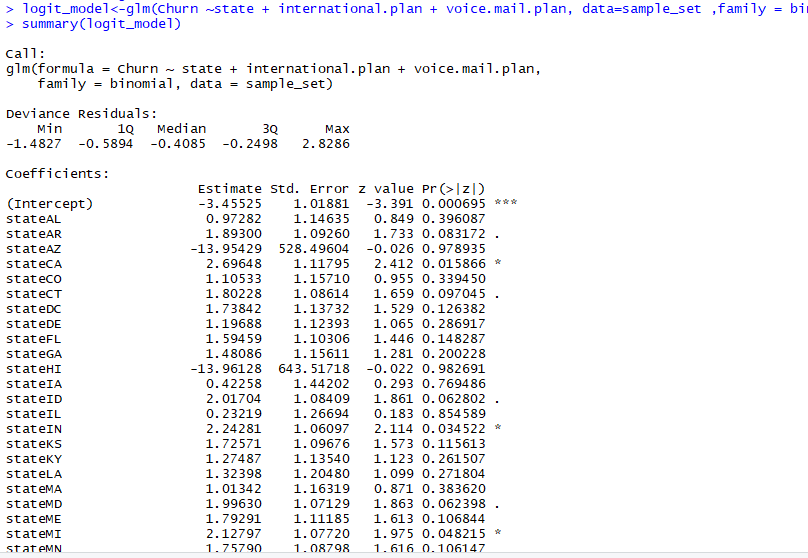 > logit_model<-glm(Churn ~state + international.plan + voice.mail.plan, data=sample_set ,family = bin
> summary(logit_model)
Call:
glm(formula = Churn ~ state + international.plan + voice.mail.plan,
    family = binomial, data = sample_set)
Deviance Residuals:
    Min       1Q   Median       3Q      Max
-1.4827  -0.5894  -0.4085  -0.2498   2.8286
Coefficients:
                        Estimate Std. Error z value Pr(>|z|)
(Intercept)             -3.45525    1.01881  -3.391 0.000695 ***
stateAL                  0.97282    1.14635   0.849 0.396087
stateAR                  1.89300    1.09260   1.733 0.083172 .
stateAZ                -13.95429  528.49604  -0.026 0.978935
stateCA                  2.69648    1.11795   2.412 0.015866 *
stateCO                  1.10533    1.15710   0.955 0.339450
stateCT                  1.80228    1.08614   1.659 0.097045 .
stateDC                  1.73842    1.13732   1.529 0.126382
stateDE                  1.19688    1.12393   1.065 0.286917
stateFL                  1.59459    1.10306   1.446 0.148287
stateGA                  1.48086    1.15611   1.281 0.200228
stateHI                -13.96128  643.51718  -0.022 0.982691
stateIA                  0.42258    1.44202   0.293 0.769486
stateID                  2.01704    1.08409   1.861 0.062802 .
stateIL                  0.23219    1.26694   0.183 0.854589
stateIN                  2.24281    1.06097   2.114 0.034522 *
stateKS                  1.72571    1.09676   1.573 0.115613
stateKY                  1.27487    1.13540   1.123 0.261507
stateLA                  1.32398    1.20480   1.099 0.271804
stateMA                  1.01342    1.16319   0.871 0.383620
stateMD                  1.99630    1.07129   1.863 0.062398 .
stateME                  1.79291    1.11185   1.613 0.106844
stateMI                  2.12797    1.07720   1.975 0.048215 *
stateMN                  1.75790    1.08798   1.616 0.106147